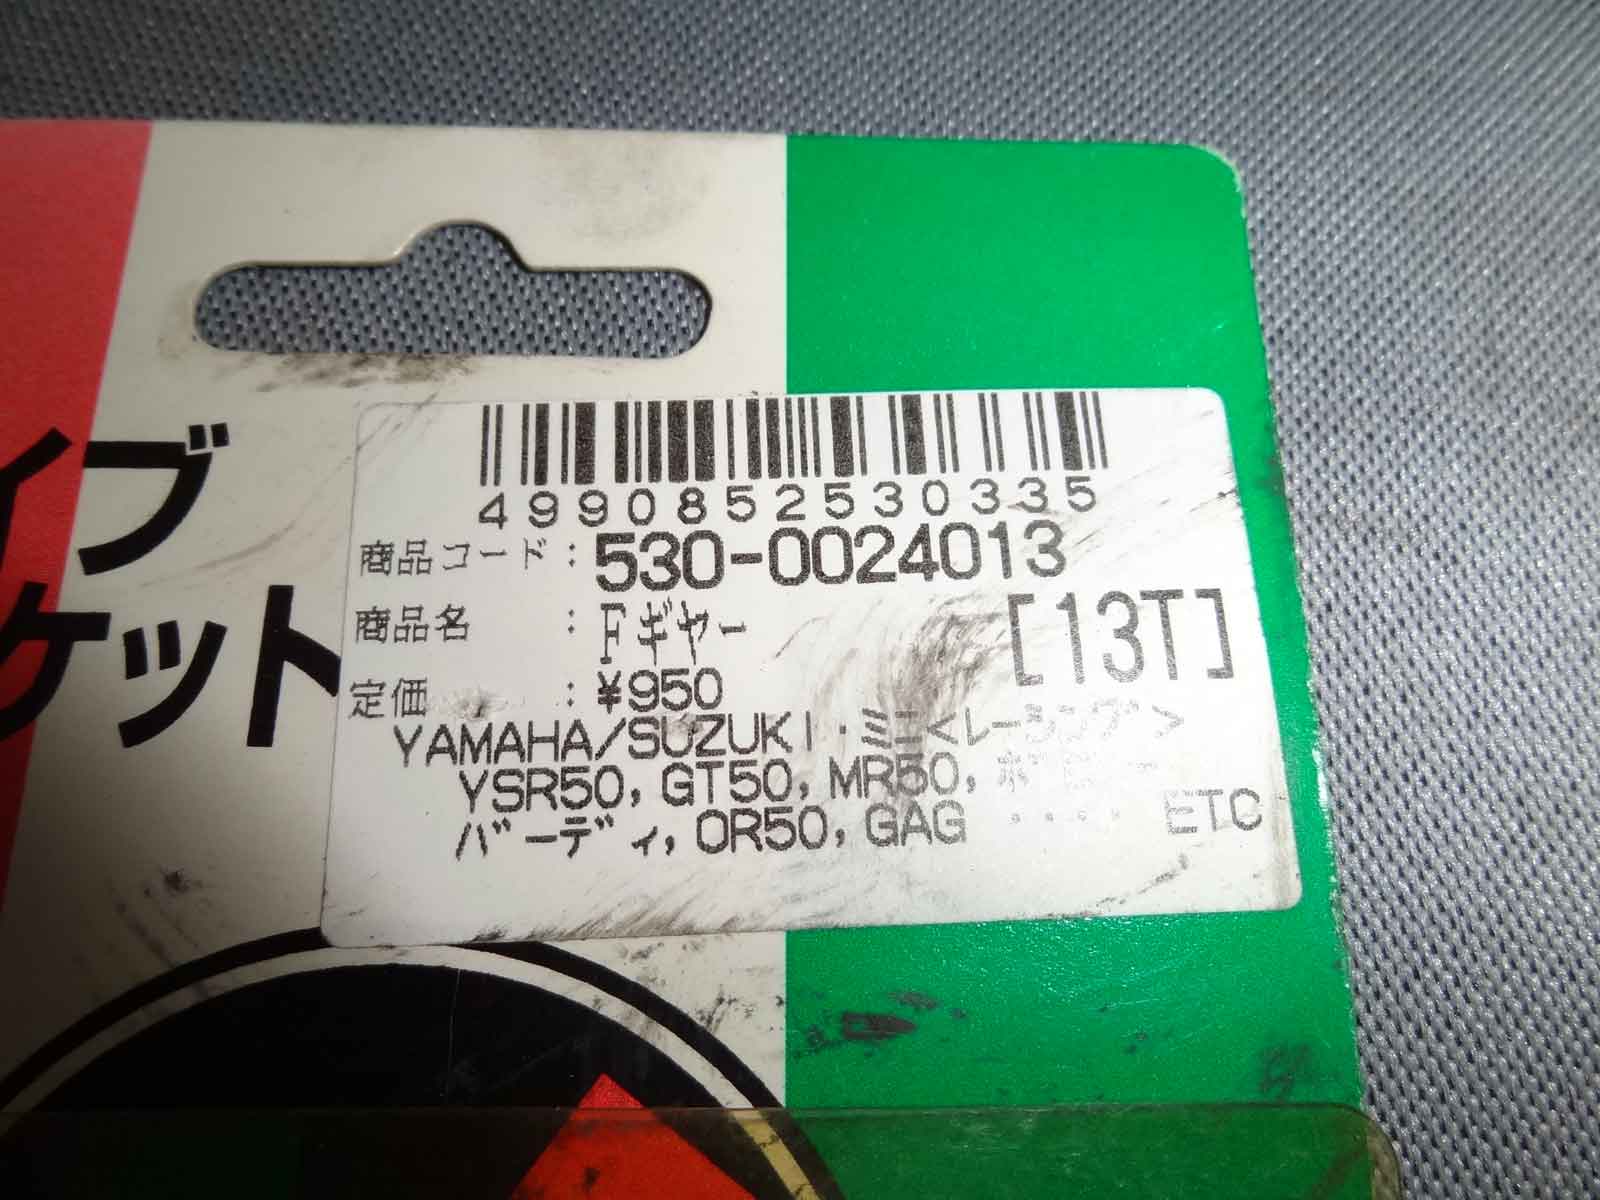 イブ
ケット
4990852530335
商品コード：530-0024013
商品名　：Fギヤー　[13T]
定価　：¥950
YAMAHA/SUZUKI・ミニ<レーシング>
YSR50, GT50, MR50,
バーディ, OR50, GAG ・・・・ ETC